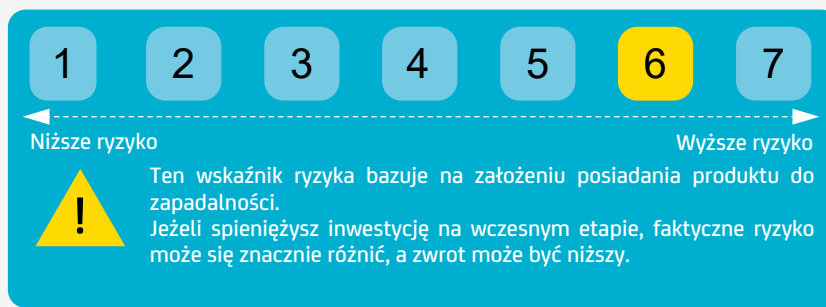 1 2 3 4 5 6 7
Niższe ryzyko Wyższe ryzyko
!
Ten wskaźnik ryzyka bazuje na założeniu posiadania produktu do
zapadalności.
Jeżeli spieniężysz inwestycję na wczesnym etapie, faktyczne ryzyko
może się znacznie różnić, a zwrot może być niższy.